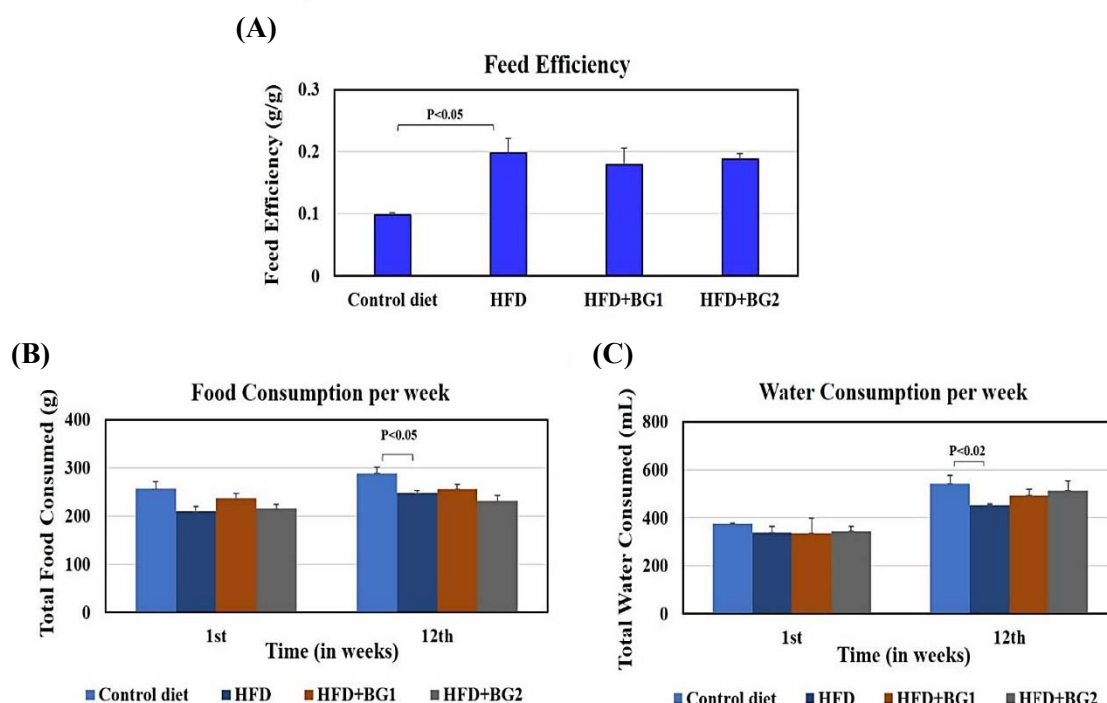 (A)
Feed Efficiency
Feed Efficiency (g/g)
0.3
0.2
0.1
0
P<0.05
Control diet HFD HFD+BG1 HFD+BG2
(B)
Food Consumption per week
Total Food Consumed (g)
400
300
200
100
0
P<0.05
1st 12th
Time (in weeks)
Control diet HFD HFD+BG1 HFD+BG2
(C)
Water Consumption per week
Total Water Consumed (mL)
800
600
400
200
0
P<0.02
1st 12th
Time (in weeks)
Control diet HFD HFD+BG1 HFD+BG2